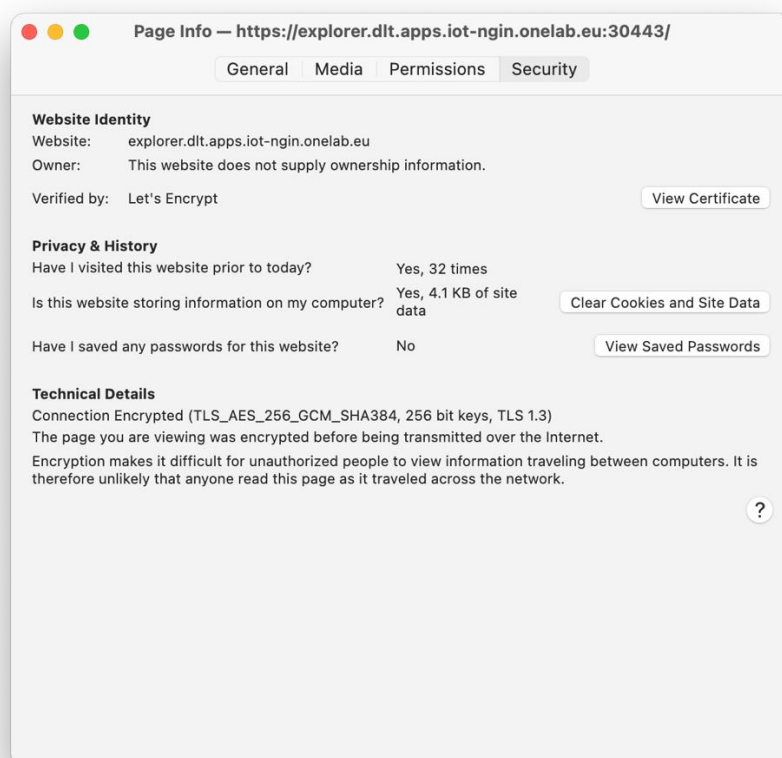 Page Info — https://explorer.dlt.apps.iot-ngin.onelab.eu:30443/
General Media Permissions Security
Website Identity
Website: explorer.dlt.apps.iot-ngin.onelab.eu
Owner: This website does not supply ownership information.
Verified by: Let's Encrypt View Certificate
Privacy & History
Have I visited this website prior to today? Yes, 32 times
Is this website storing information on my computer? Yes, 4.1 KB of site
data Clear Cookies and Site Data
Have I saved any passwords for this website? No View Saved Passwords
Technical Details
Connection Encrypted (TLS_AES_256_GCM_SHA384, 256 bit keys, TLS 1.3)
The page you are viewing was encrypted before being transmitted over the Internet.
Encryption makes it difficult for unauthorized people to view information traveling between computers. It is
therefore unlikely that anyone read this page as it traveled across the network.
?